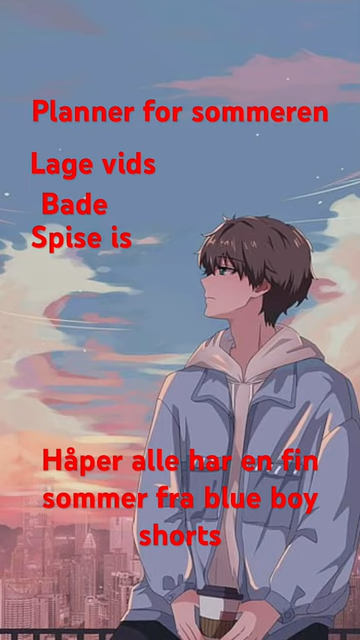 Planner for sommeren
Lage vids
Bade
Spise is
Håper alle har en fin
sommer fra blue boy
shorts